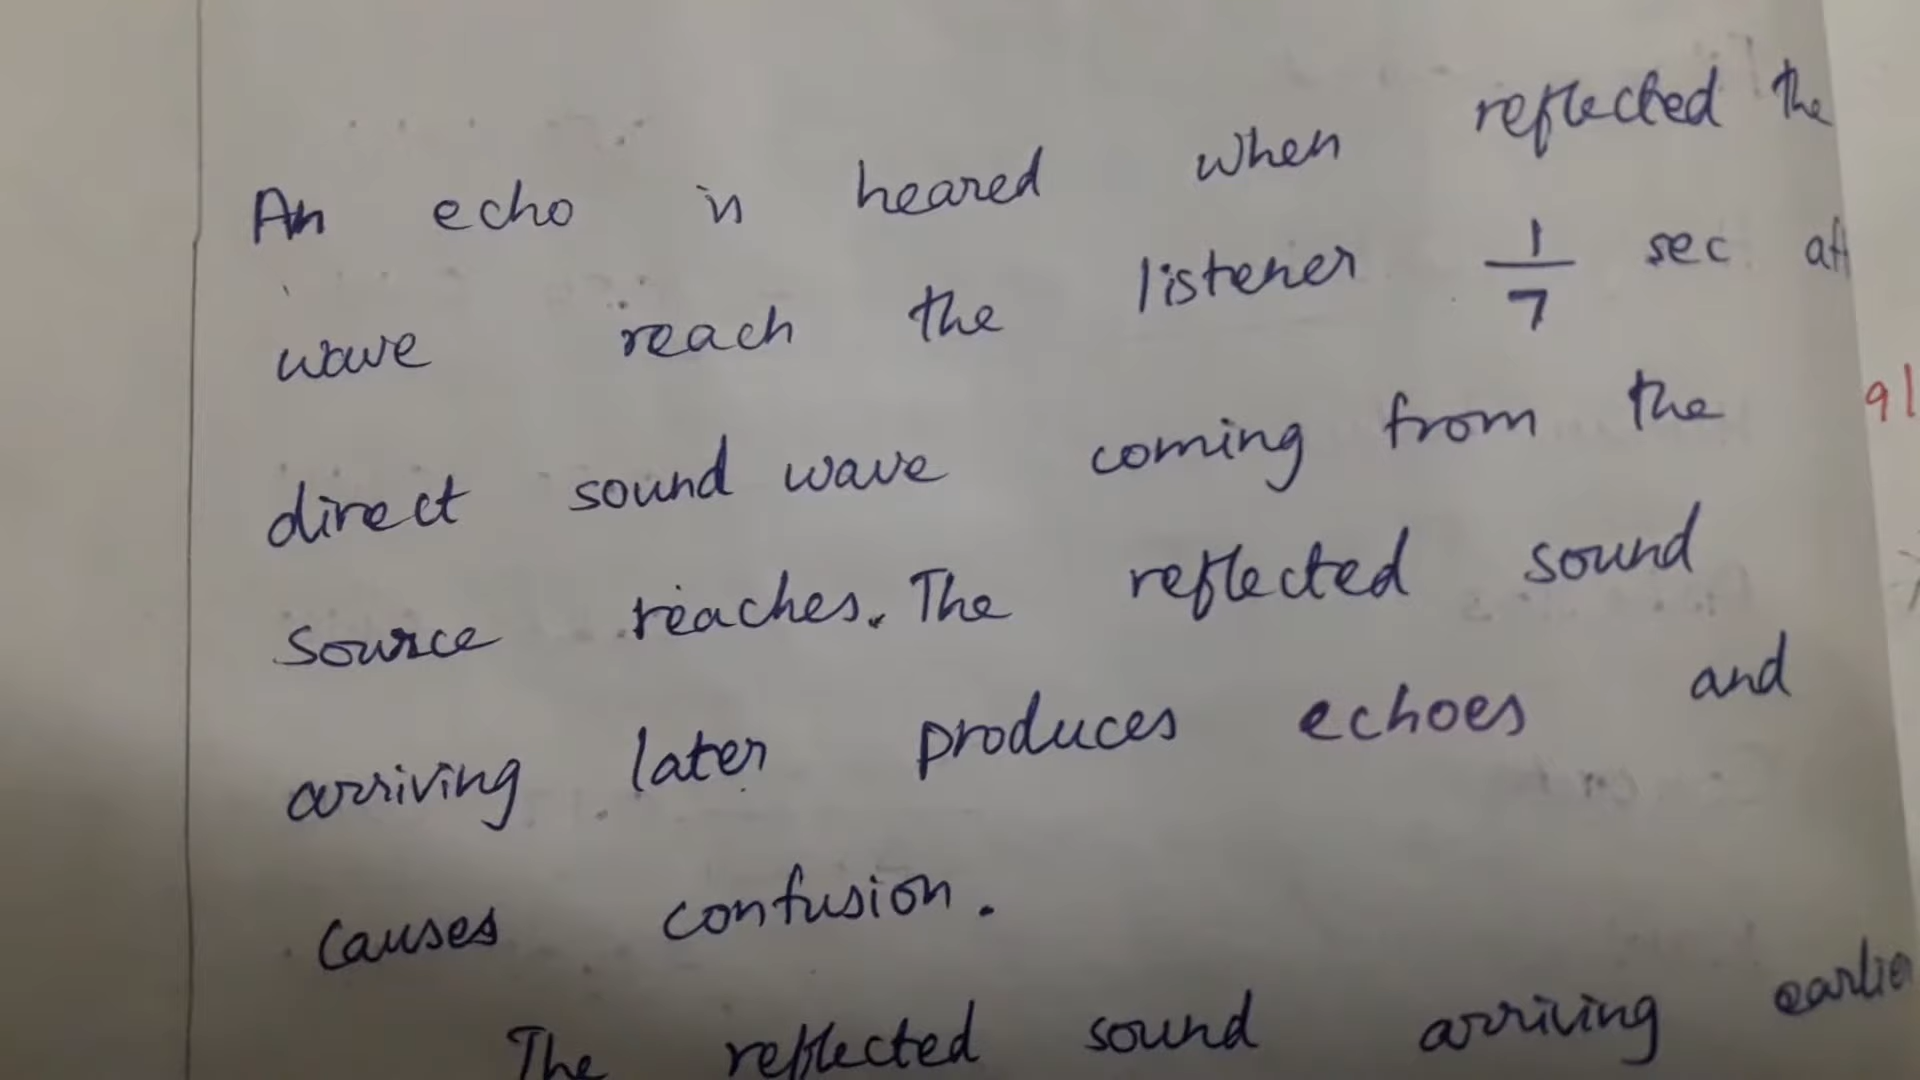 An echo is heared when reflected the
wave reach the listener 1/7 sec aft
direct sound wave coming from the
source reaches. The reflected sound
arriving later produces echoes and
causes confusion.
The reflected sound arriving earlie